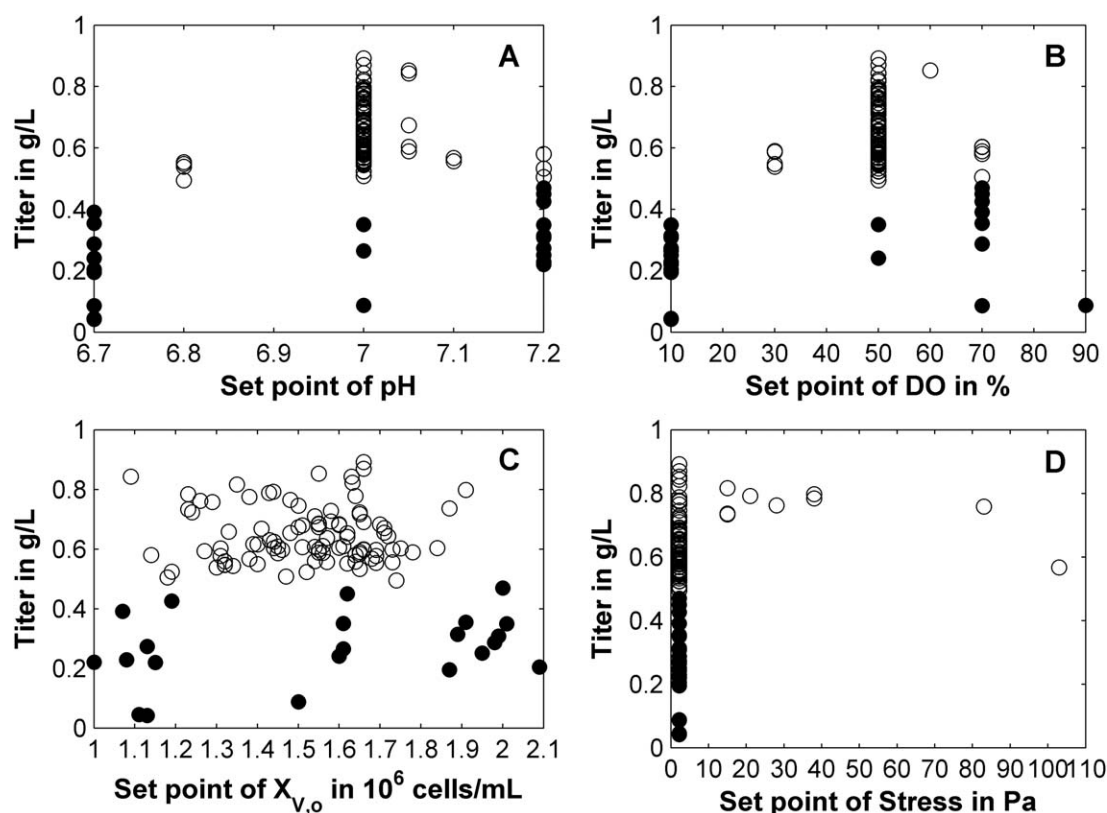 A
1
0.8
0.6
0.4
0.2
0
Titer in g/L
6.7 6.8 6.9 7 7.1 7.2
Set point of pH
B
1
0.8
0.6
0.4
0.2
0
Titer in g/L
10 20 30 40 50 60 70 80 90
Set point of DO in %
C
1
0.8
0.6
0.4
0.2
0
Titer in g/L
1 1.1 1.2 1.3 1.4 1.5 1.6 1.7 1.8 1.9 2 2.1
Set point of X_{V,o} in 10^6 cells/mL
D
1
0.8
0.6
0.4
0.2
0
Titer in g/L
0 10 20 30 40 50 60 70 80 90 100 110
Set point of Stress in Pa